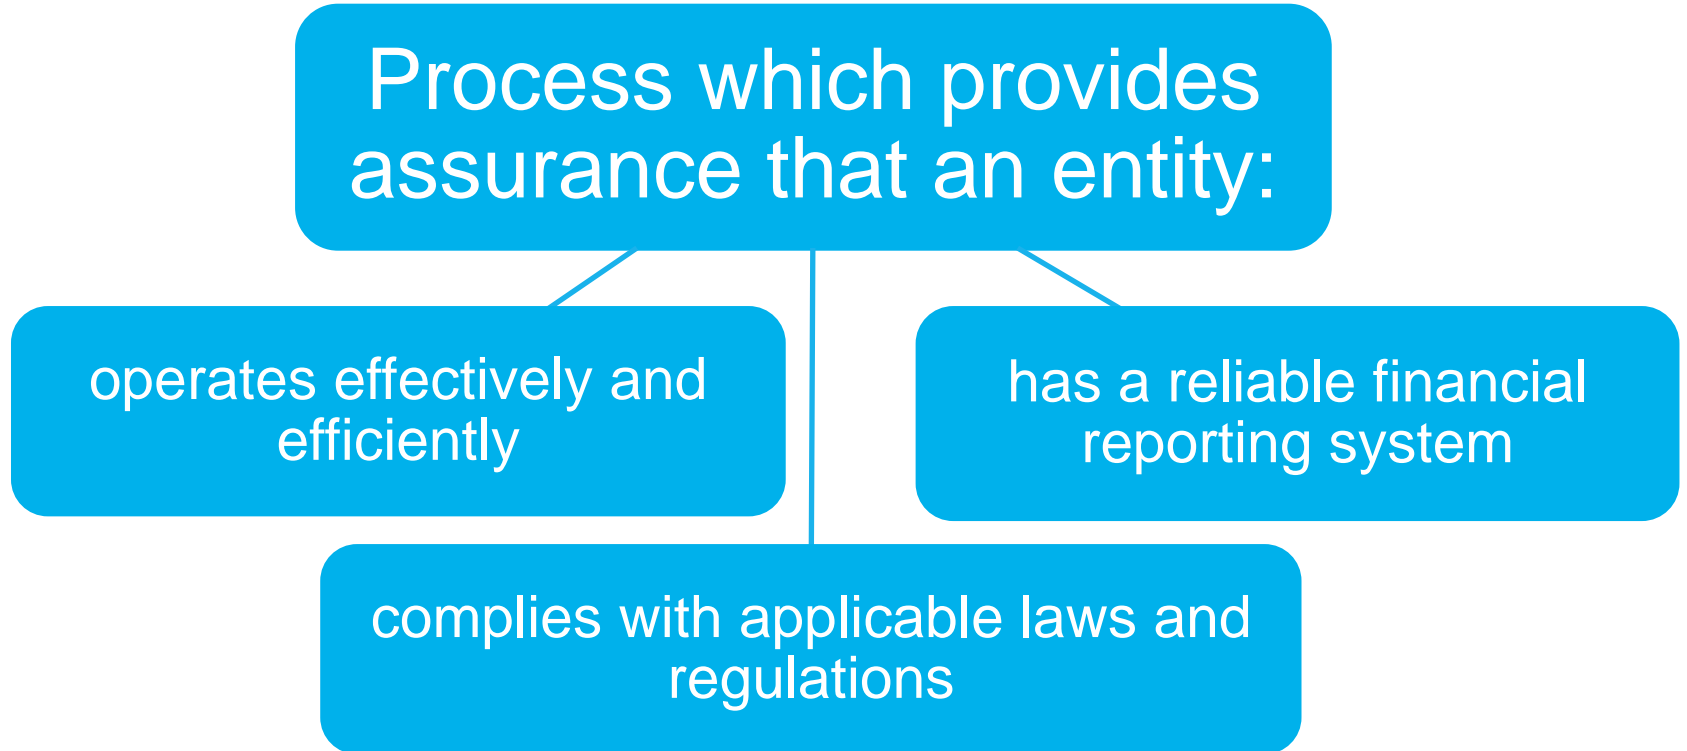 Process which provides
assurance that an entity:
operates effectively and
efficiently
has a reliable financial
reporting system
complies with applicable laws and
regulations